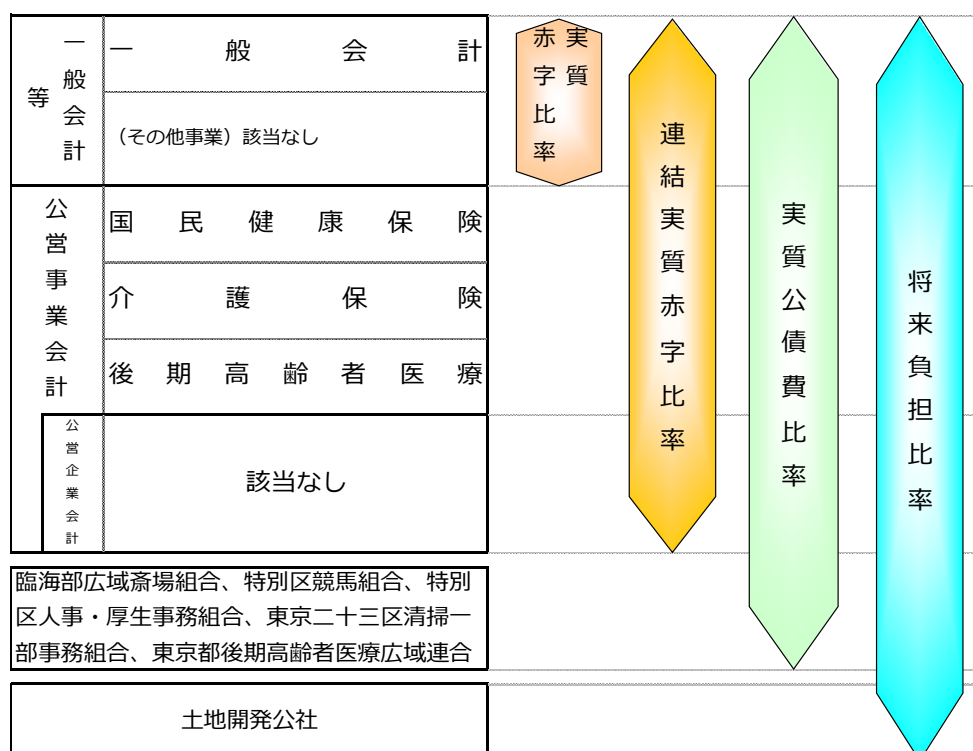 一般会計等
一般会計
（その他事業）該当なし
公営事業会計
国民健康保険
介護保険
後期高齢者医療
公営企業会計
該当なし
臨海部広域斎場組合、特別区競馬組合、特別
区人事・厚生事務組合、東京二十三区清掃一
部事務組合、東京都後期高齢者医療広域連合
土地開発公社
実質
赤字比率
連結実質赤字比率
実質公債費比率
将来負担比率